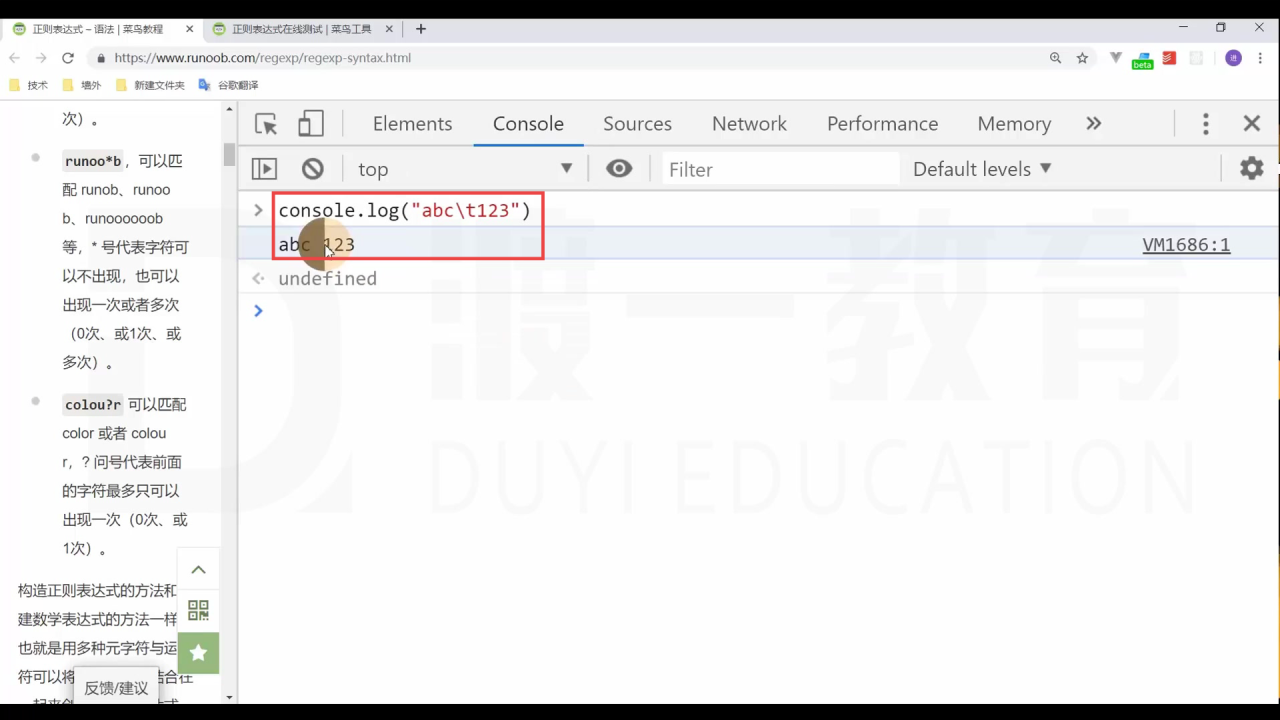 正则表达式 – 语法 | 菜鸟教程
正则表达式在线测试 | 菜鸟工具
https://www.runoob.com/regexp/regexp-syntax.html
beta
进
技术
墙外
新建文件夹
谷歌翻译
次）。
runoo*b，可以匹
配 runob、runoo
b、runoooooob
等，* 号代表字符可
以不出现，也可以
出现一次或者多次
（0次、或1次、或
多次）。
colou?r 可以匹配
color 或者 colou
r，? 问号代表前面
的字符最多只可以
出现一次（0次、或
1次）。
构造正则表达式的方法和
建数学表达式的方法一样
也就是用多种元字符与运
符可以将
结合在
反馈/建议
Elements
Console
Sources
Network
Performance
Memory
top
Filter
Default levels
console.log("abc\t123")
abc 123
VM1686:1
undefined
渡一教育
DUYI EDUCATION